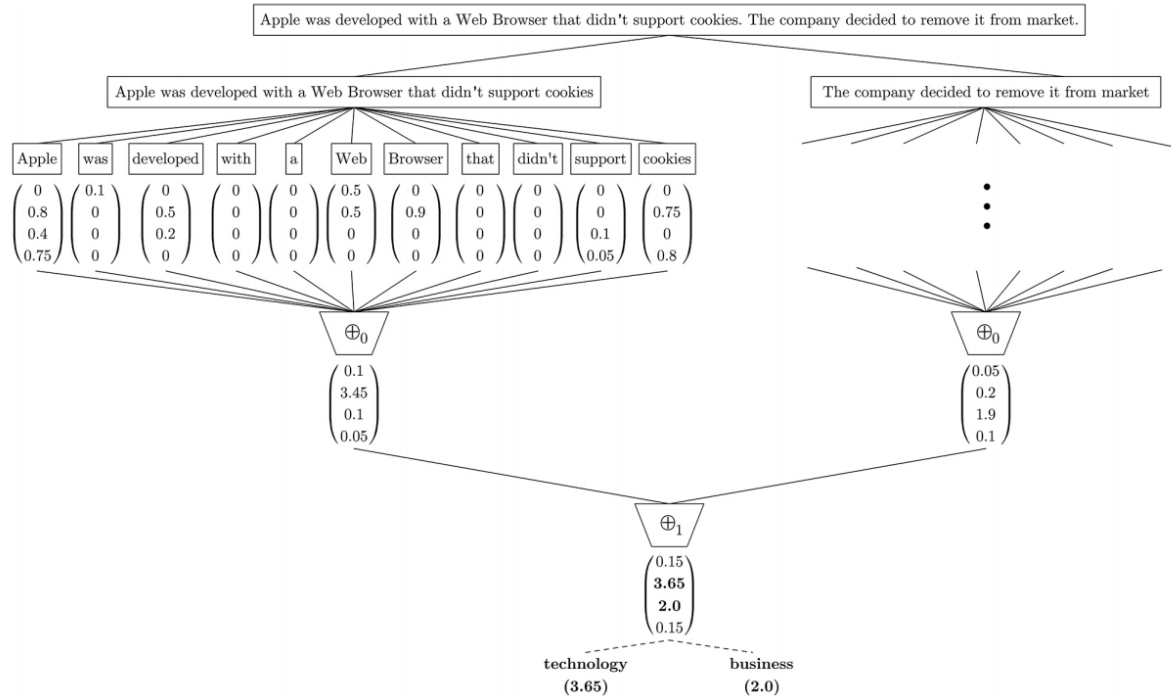 Apple was developed with a Web Browser that didn't support cookies. The company decided to remove it from market.
Apple was developed with a Web Browser that didn't support cookies
The company decided to remove it from market
Apple was developed with a Web Browser that didn't support cookies
0 0.1 0 0 0 0.5 0 0 0 0 0
0.8 0 0.5 0 0 0.5 0.9 0 0 0 0.75
0.4 0 0.2 0 0 0 0 0 0 0.1 0
0.75 0 0 0 0 0 0 0 0 0.05 0.8
⊕0 ⊕0
0.1 0.05
3.45 0.2
0.1 1.9
0.05 0.1
⊕1
0.15
3.65
2.0
0.15
technology business
(3.65) (2.0)